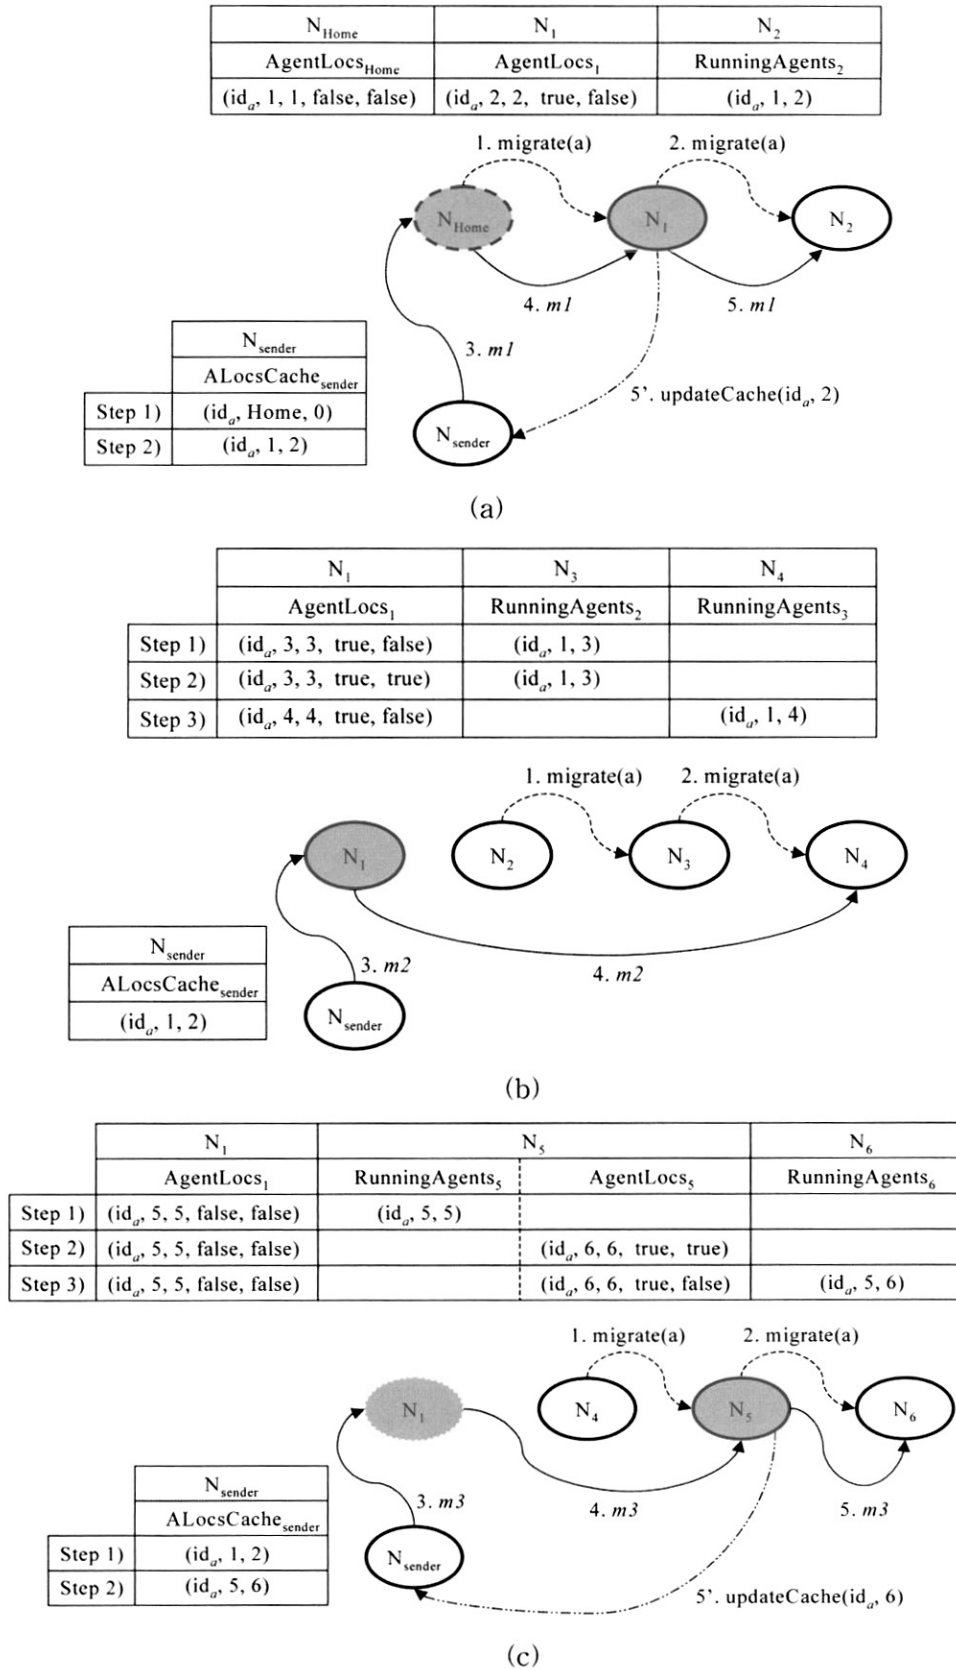 N_Home N_1 N_2
AgentLocs_Home AgentLocs_1 RunningAgents_2
(id_a, 1, 1, false, false) (id_a, 2, 2, true, false) (id_a, 1, 2)
1. migrate(a) 2. migrate(a)
N_Home N_1 N_2
4. m1 5. m1
3. m1
5'. updateCache(id_a, 2)
N_sender
N_sender
ALocsCache_sender
Step 1) (id_a, Home, 0)
Step 2) (id_a, 1, 2)
(a)
N_1 N_3 N_4
AgentLocs_1 RunningAgents_2 RunningAgents_3
Step 1) (id_a, 3, 3, true, false) (id_a, 1, 3)
Step 2) (id_a, 3, 3, true, true) (id_a, 1, 3)
Step 3) (id_a, 4, 4, true, false) (id_a, 1, 4)
1. migrate(a) 2. migrate(a)
N_1 N_2 N_3 N_4
3. m2 4. m2
N_sender
N_sender
ALocsCache_sender
(id_a, 1, 2)
(b)
N_1 N_5 N_6
AgentLocs_1 RunningAgents_5 AgentLocs_5 RunningAgents_6
Step 1) (id_a, 5, 5, false, false) (id_a, 5, 5)
Step 2) (id_a, 5, 5, false, false) (id_a, 6, 6, true, true)
Step 3) (id_a, 5, 5, false, false) (id_a, 6, 6, true, false) (id_a, 5, 6)
1. migrate(a) 2. migrate(a)
N_1 N_4 N_5 N_6
3. m3 4. m3 5. m3
N_sender
5'. updateCache(id_a, 6)
N_sender
ALocsCache_sender
Step 1) (id_a, 1, 2)
Step 2) (id_a, 5, 6)
(c)